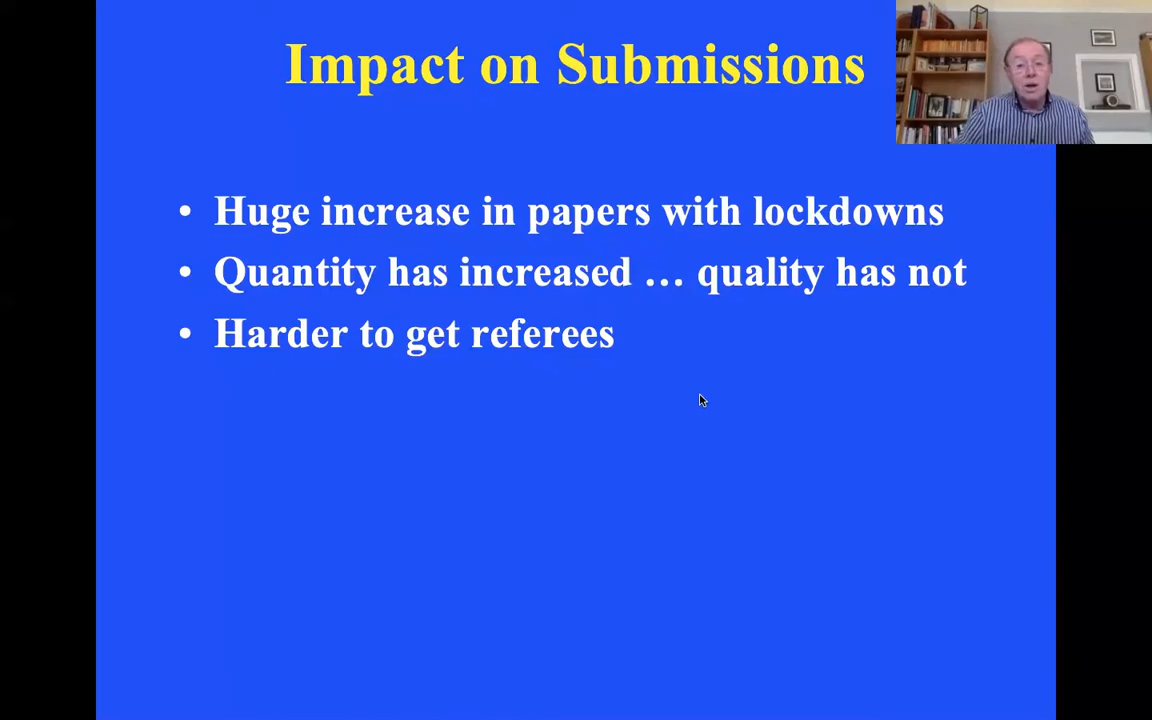 Impact on Submissions
• Huge increase in papers with lockdowns
• Quantity has increased … quality has not
• Harder to get referees